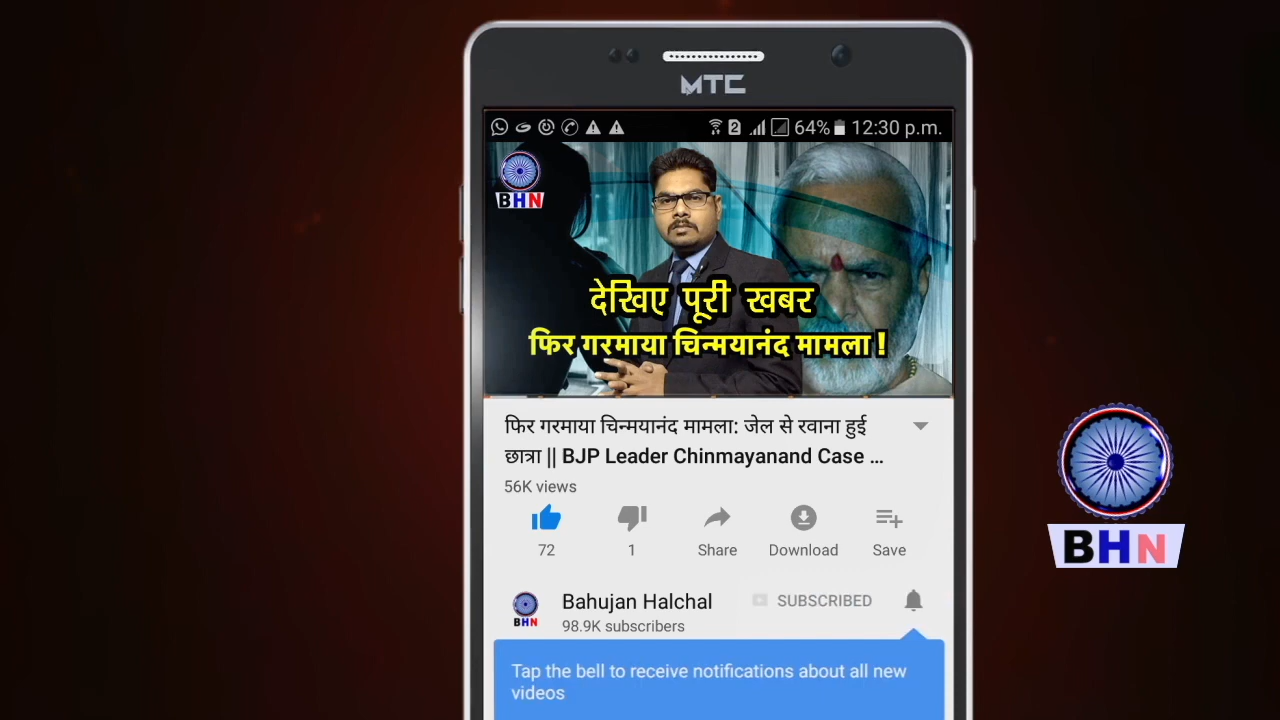 MTC
2 64% 12:30 p.m.
BHN
देखिए पूरी खबर
फिर गरमाया चिन्मयानंद मामला !
फिर गरमाया चिन्मयानंद मामला: जेल से रवाना हुई
छात्रा || BJP Leader Chinmayanand Case ...
56K views
72 1 Share Download Save
Bahujan Halchal SUBSCRIBED
98.9K subscribers
BHN
Tap the bell to receive notifications about all new
videos
BHN